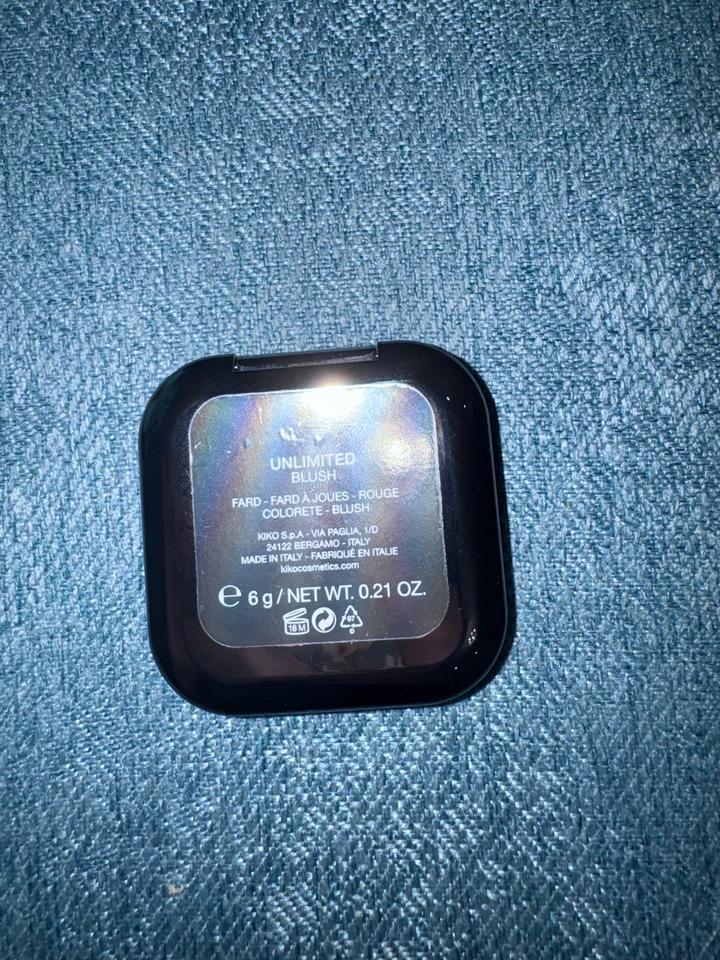 UNLIMITED
BLUSH
FARD - FARD À JOUES - ROUGE
COLORETE - BLUSH
KIKO S.p.A - VIA PAGLIA, 1/D
24122 BERGAMO - ITALY
MADE IN ITALY - FABRIQUÉ EN ITALIE
kikocosmetics.com
e 6 g / NET WT. 0.21 OZ.
18 M